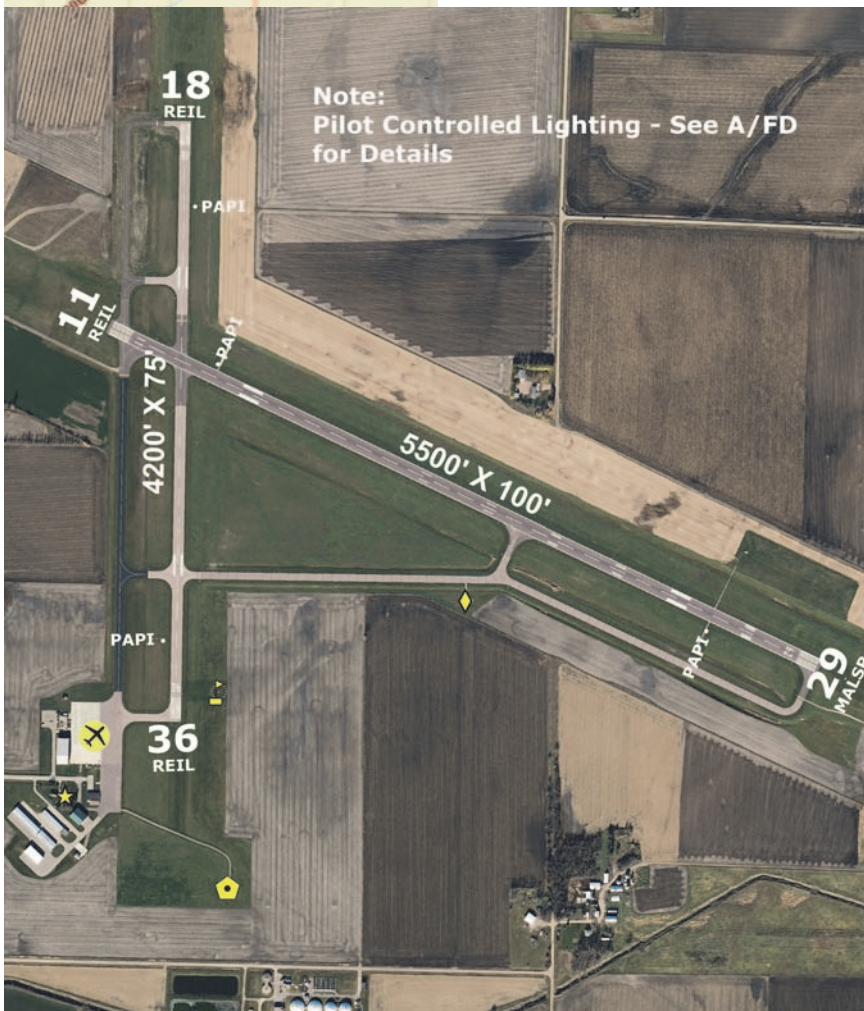 18
REIL
Note:
Pilot Controlled Lighting - See A/FD
for Details
PAPI
11
REIL
PAPI
4200' X 75'
5500' X 100'
PAPI
PAPI
29
MALSR
36
REIL